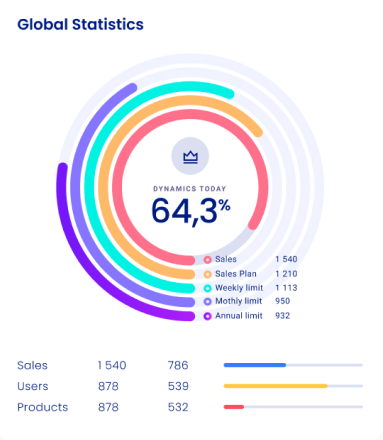 Global Statistics
DYNAMICS TODAY
64,3%
Sales 1 540
Sales Plan 1 210
Weekly limit 1 113
Mothly limit 950
Annual limit 932
Sales 1 540 786
Users 878 539
Products 878 532